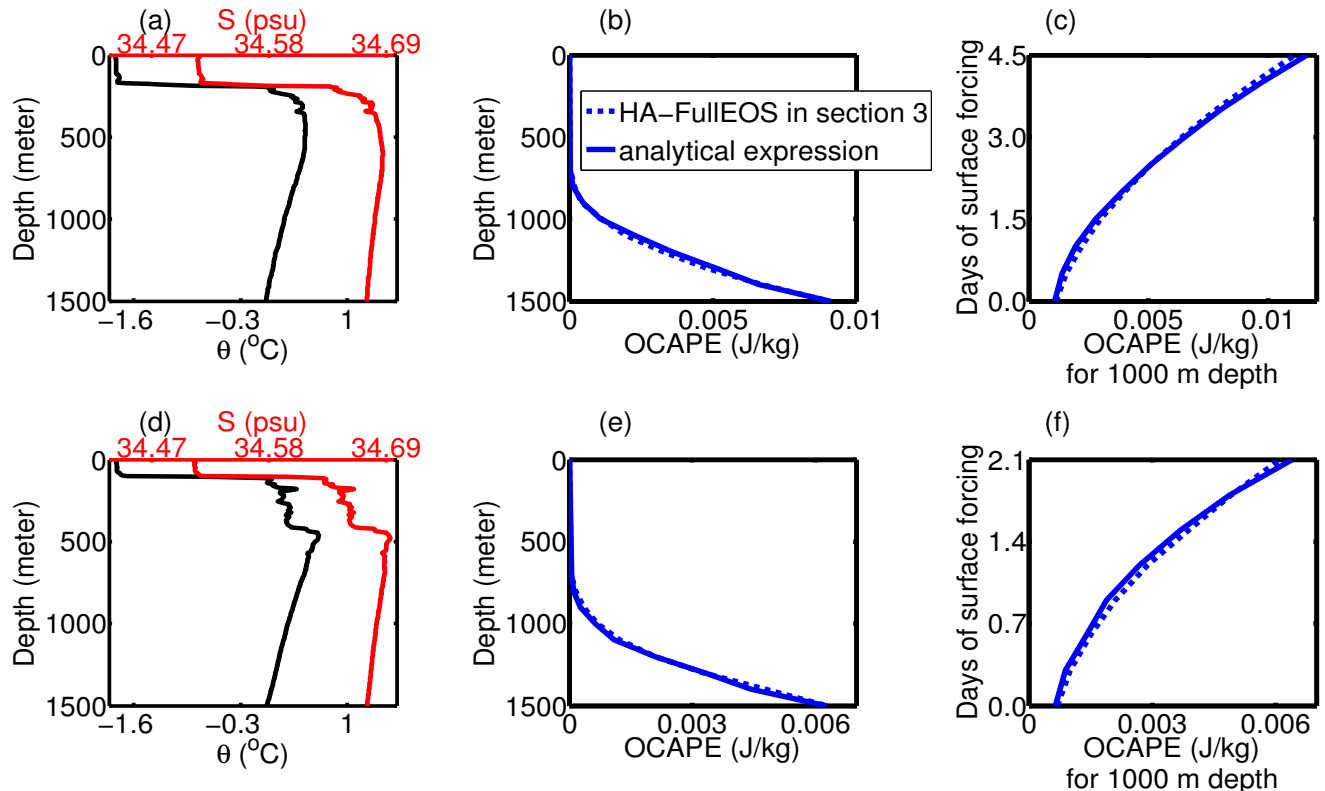 (a) S (psu)
34.47 34.58 34.69
0
500
1000
1500
Depth (meter)
−1.6 −0.3 1
θ (°C)
(b)
0
500
1000
1500
Depth (meter)
HA−FullEOS in section 3
analytical expression
0 0.005 0.01
OCAPE (J/kg)
(c)
4.5
3.0
1.5
0.0
Days of surface forcing
0 0.005 0.01
OCAPE (J/kg)
for 1000 m depth
(d) S (psu)
34.47 34.58 34.69
0
500
1000
1500
Depth (meter)
−1.6 −0.3 1
θ (°C)
(e)
0
500
1000
1500
Depth (meter)
0 0.003 0.006
OCAPE (J/kg)
(f)
2.1
1.4
0.7
0.0
Days of surface forcing
0 0.003 0.006
OCAPE (J/kg)
for 1000 m depth